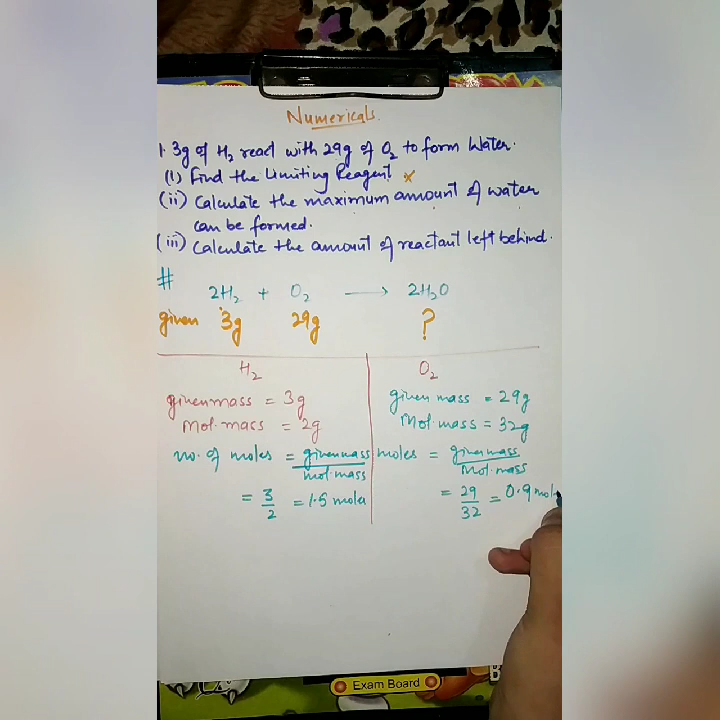 Numericals.
1. 3g of H₂ react with 29g of O₂ to form Water.
(i) Find the Limiting Reagent ×
(ii) Calculate the maximum amount of water
can be formed.
(iii) Calculate the amount of reactant left behind.
# 2H₂ + O₂ → 2H₂O
given 3g 29g ?
H₂
given mass = 3g
Mol. mass = 2g
no. of moles = given mass / mol. mass
= 3/2 = 1.5 moles
O₂
given mass = 29g
Mol. mass = 32g
moles = given mass / Mol. mass
= 29/32 = 0.9 mole
Exam Board